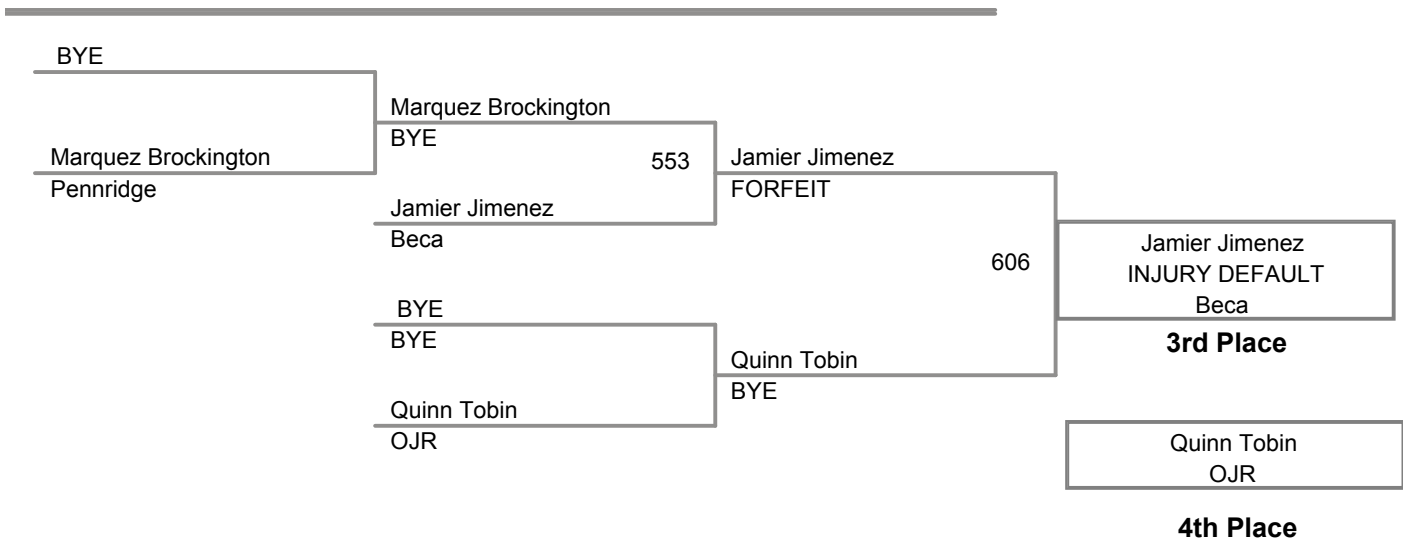 BYE
Marquez Brockington
Pennridge
Marquez Brockington
BYE
553
Jamier Jimenez
Beca
BYE
BYE
Quinn Tobin
OJR
Jamier Jimenez
FORFEIT
606
Quinn Tobin
BYE
Jamier Jimenez
INJURY DEFAULT
Beca
3rd Place
Quinn Tobin
OJR
4th Place